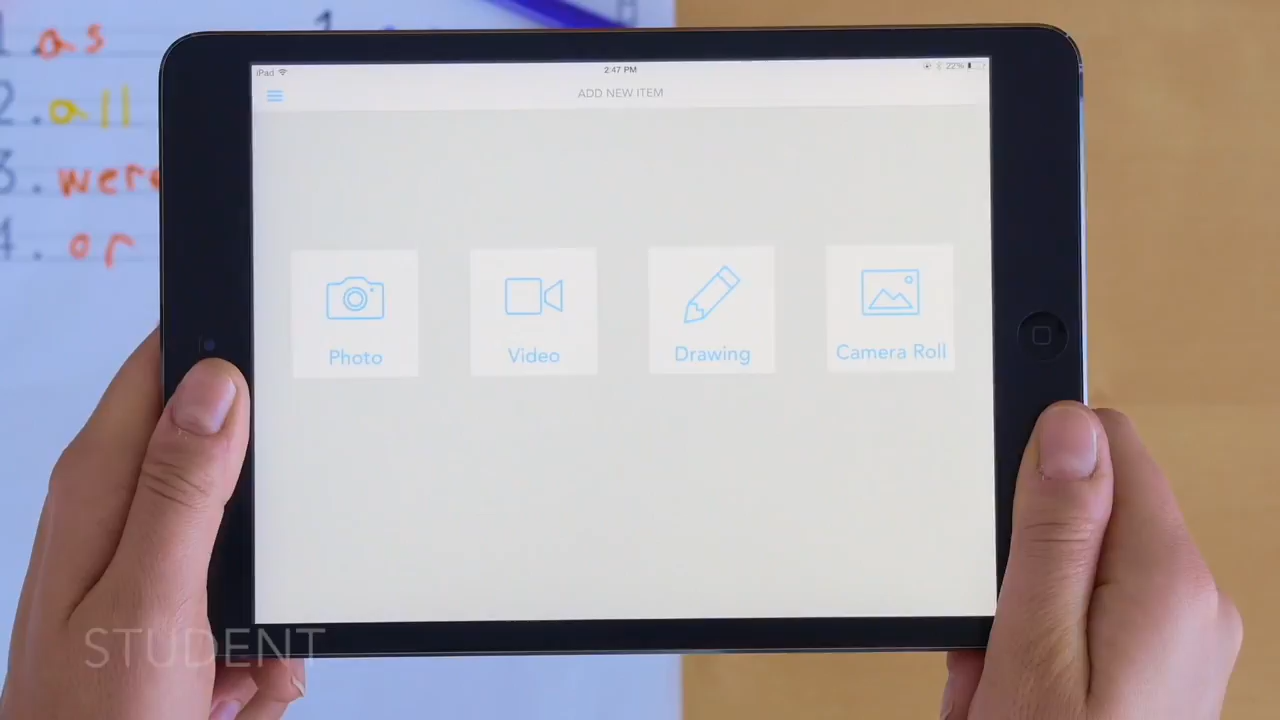 1.as
2.all
3.were
4.or
iPad
2:47 PM
22%
ADD NEW ITEM
Photo
Video
Drawing
Camera Roll
STUDENT